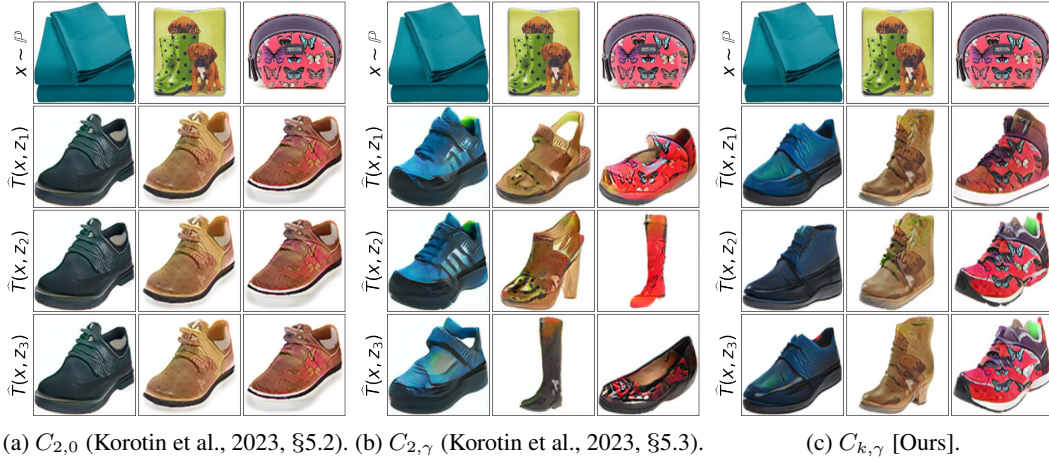 x ~ ℙ
x ~ ℙ
x ~ ℙ
T̂(x, z₁)
T̂(x, z₁)
T̂(x, z₁)
T̂(x, z₂)
T̂(x, z₂)
T̂(x, z₂)
T̂(x, z₃)
T̂(x, z₃)
T̂(x, z₃)
(a) C₂,₀ (Korotin et al., 2023, §5.2). (b) C₂,γ (Korotin et al., 2023, §5.3). (c) Cₖ,γ [Ours].